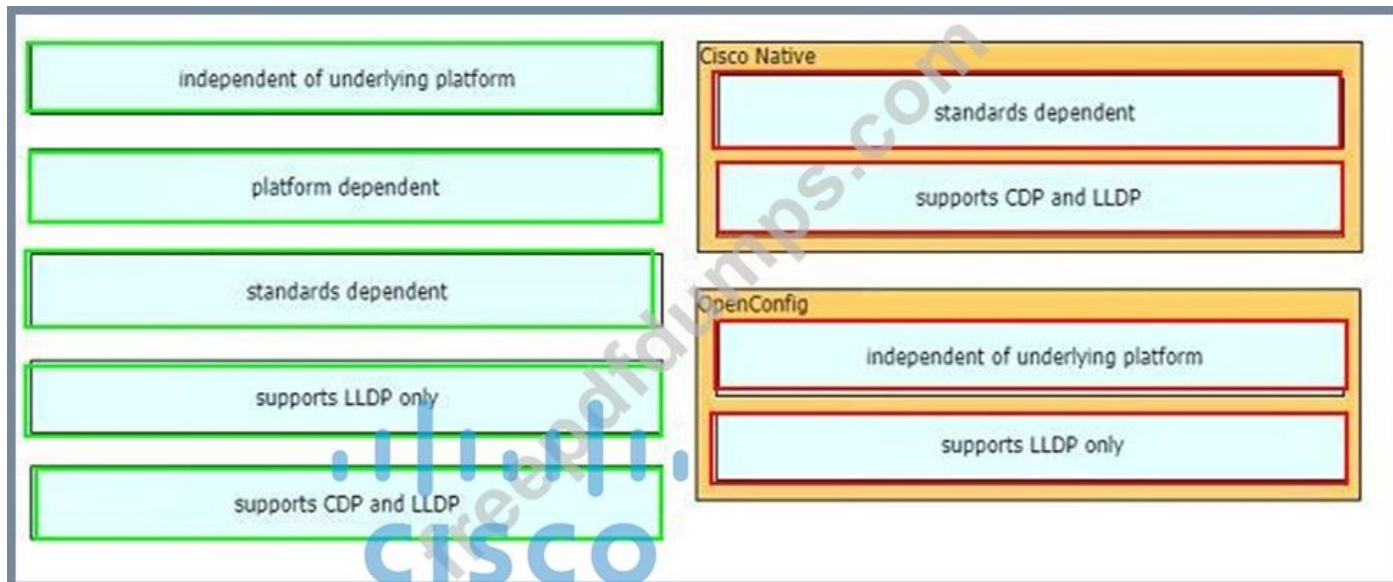 independent of underlying platform
platform dependent
standards dependent
supports LLDP only
supports CDP and LLDP
Cisco Native
standards dependent
supports CDP and LLDP
OpenConfig
independent of underlying platform
supports LLDP only
freepdfdumps.com
CISCO